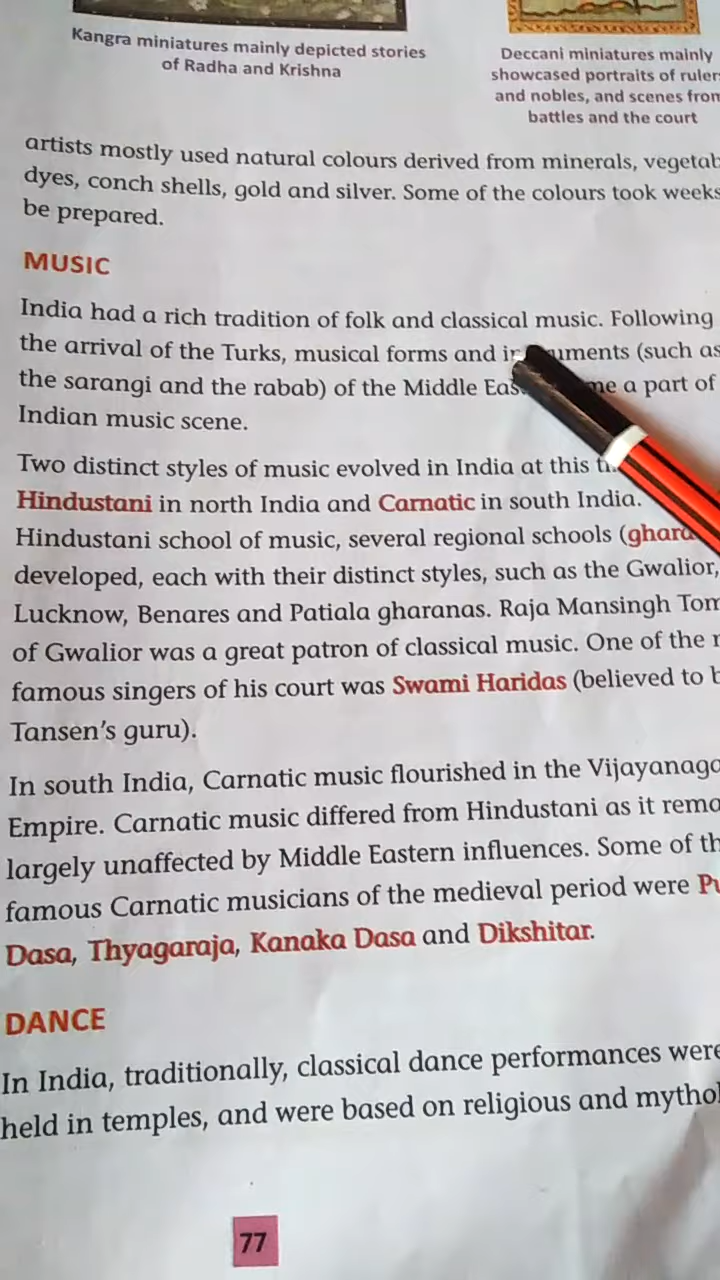 Kangra miniatures mainly depicted stories
of Radha and Krishna
Deccani miniatures mainly
showcased portraits of rulers
and nobles, and scenes from
battles and the court
artists mostly used natural colours derived from minerals,
dyes, conch shells, gold and silver. Some of the colours took weeks
be prepared.
MUSIC
India had a rich tradition of folk and classical music. Following
the arrival of the Turks, musical forms and (such as
the sarangi and the rabab) of the Middle a part of
Indian music scene.
Two distinct styles of music evolved in India at this
Hindustani in north India and Carnatic in south India.
Hindustani school of music, several regional schools
developed, each with their distinct styles, such as the Gwalior,
Lucknow, Benares and Patiala gharanas. Raja Mansingh
of Gwalior was a great patron of classical music. One of the
famous singers of his court was Swami Haridas (believed to
Tansen's guru).
In south India, Carnatic music flourished in the
Empire. Carnatic music differed from Hindustani as it
largely unaffected by Middle Eastern influences. Some of
famous Carnatic musicians of the medieval period were
Dasa, Thyagaraja, Kanaka Dasa and Dikshitar.
DANCE
In India, traditionally, classical dance performances were
held in temples, and were based on religious and
77